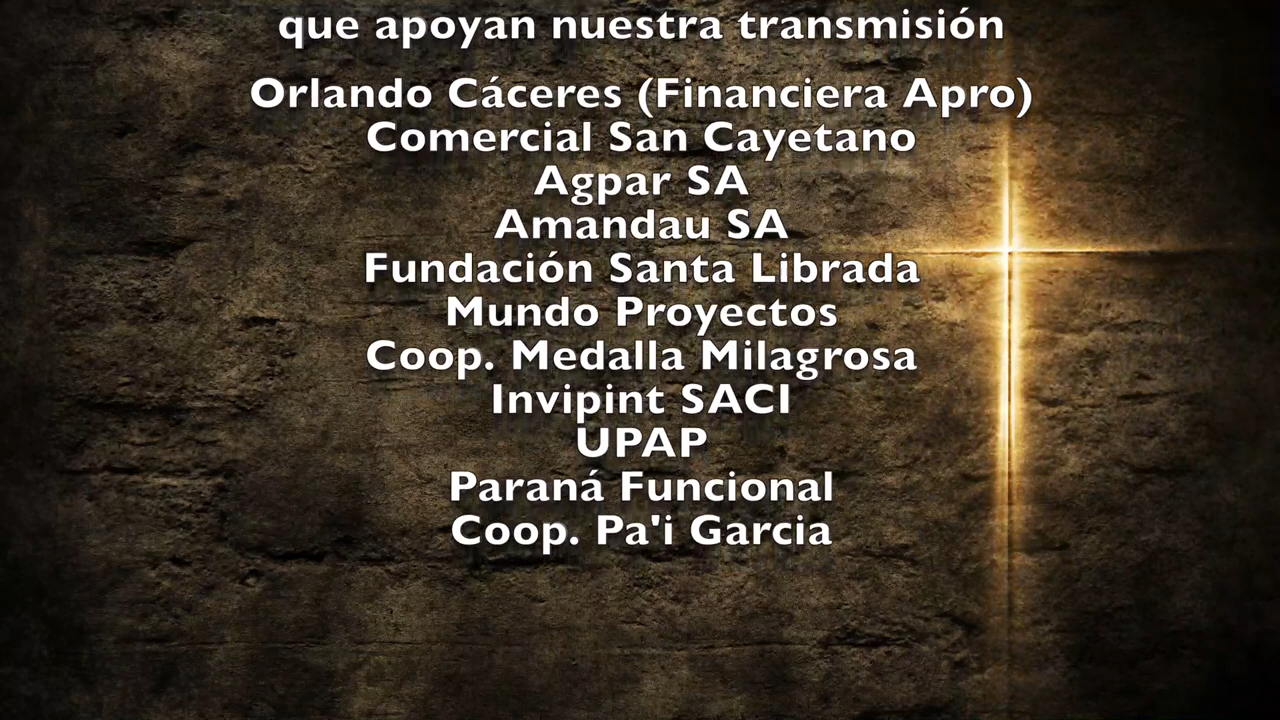 que apoyan nuestra transmisión
Orlando Cáceres (Financiera Apro)
Comercial San Cayetano
Agpar SA
Amandau SA
Fundación Santa Librada
Mundo Proyectos
Coop. Medalla Milagrosa
Invipint SACI
UPAP
Paraná Funcional
Coop. Pa'i Garcia